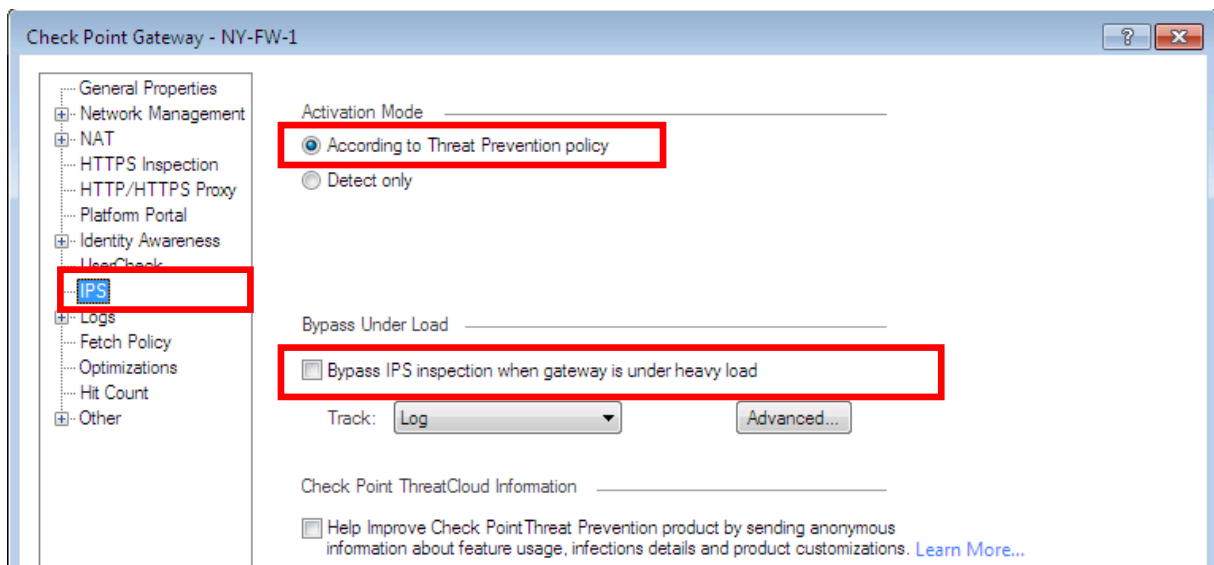 Check Point Gateway - NY-FW-1
?
General Properties
Network Management
NAT
HTTPS Inspection
HTTP/HTTPS Proxy
Platform Portal
Identity Awareness
UserCheck
IPS
Logs
Fetch Policy
Optimizations
Hit Count
Other
Activation Mode
According to Threat Prevention policy
Detect only
Bypass Under Load
Bypass IPS inspection when gateway is under heavy load
Track: Log Advanced...
Check Point ThreatCloud Information
Help Improve Check Point Threat Prevention product by sending anonymous
information about feature usage, infections details and product customizations. Learn More...